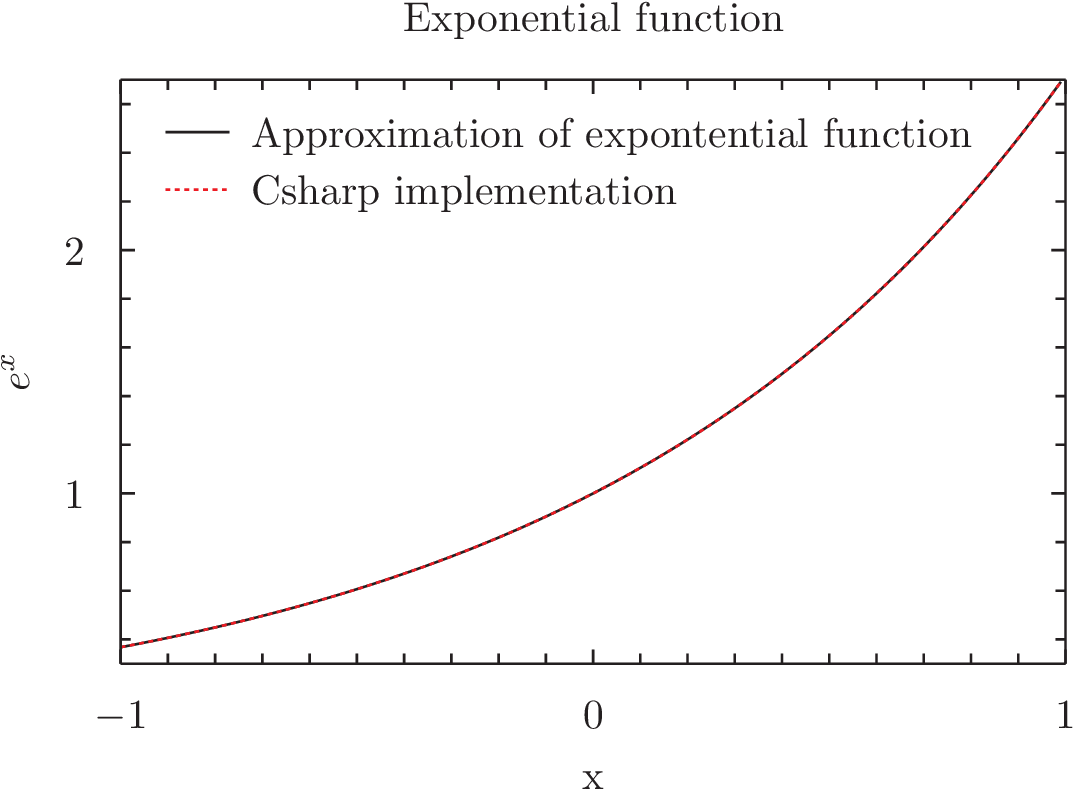 Exponential function
Approximation of expontential function
Csharp implementation
2
1
e^x
−1
0
1
x